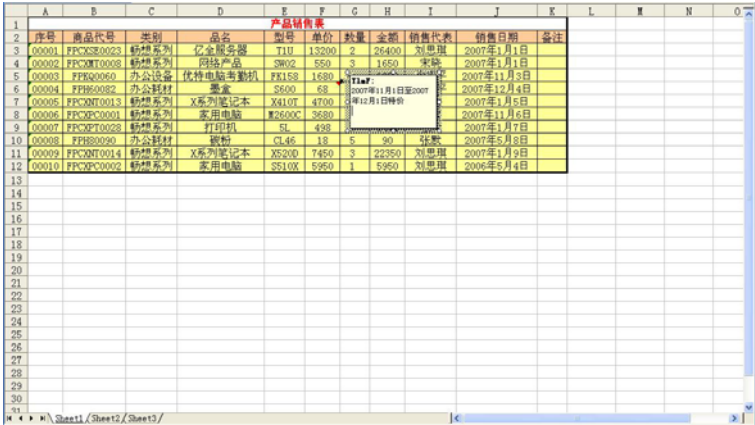 A B C D E F G H I J K L M N O
1 产品销售表
2 序号 商品代号 类别 品名 型号 单价 数量 金额 销售代表 销售日期 备注
3 00001 FPCXSE0023 畅想系列 亿全服务器 T1U 13200 2 26400 刘思琪 2007年1月1日
4 00002 FPCXMT0008 畅想系列 网络产品 SW02 550 3 1650 宋晓 2007年1月1日
5 00003 FPEQ0060 办公设备 优特电脑考勤机 FK158 1680 2007年11月3日
6 00004 FPH60082 办公耗材 墨盒 S600 68 2007年12月4日
7 00005 FPCXNT0013 畅想系列 X系列笔记本 X410T 4700 2007年1月5日
8 00006 FPCXPC0001 畅想系列 家用电脑 M2600C 3680 2007年11月6日
9 00007 FPCXPT0028 畅想系列 打印机 5L 498 2007年1月7日
YlmF:
2007年11月1日至2007
年12月1日特价
10 00008 FPH80090 办公耗材 碳粉 CL46 18 5 90 张默 2007年5月8日
11 00009 FPCXNT0014 畅想系列 X系列笔记本 X520D 7450 3 22350 刘思琪 2007年1月9日
12 00010 FPCXPC0002 畅想系列 家用电脑 S510X 5950 1 5950 刘思琪 2006年5月4日
13
14
15
16
17
18
19
20
21
22
23
24
25
26
27
28
29
30
31
Sheet1 Sheet2 Sheet3